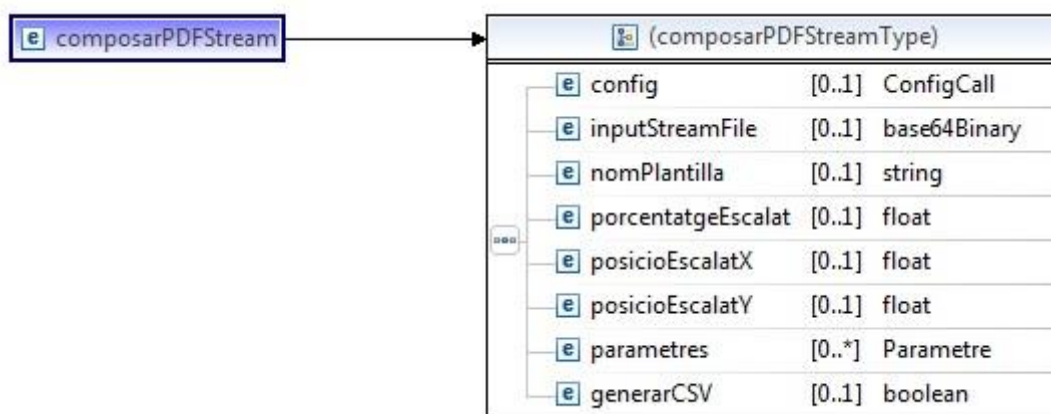 e composarPDFStream
(composarPDFStreamType)
e config [0..1] ConfigCall
e inputStreamFile [0..1] base64Binary
e nomPlantilla [0..1] string
e porcentatgeEscalat [0..1] float
e posicioEscalatX [0..1] float
e posicioEscalatY [0..1] float
e parametres [0..*] Parametre
e generarCSV [0..1] boolean